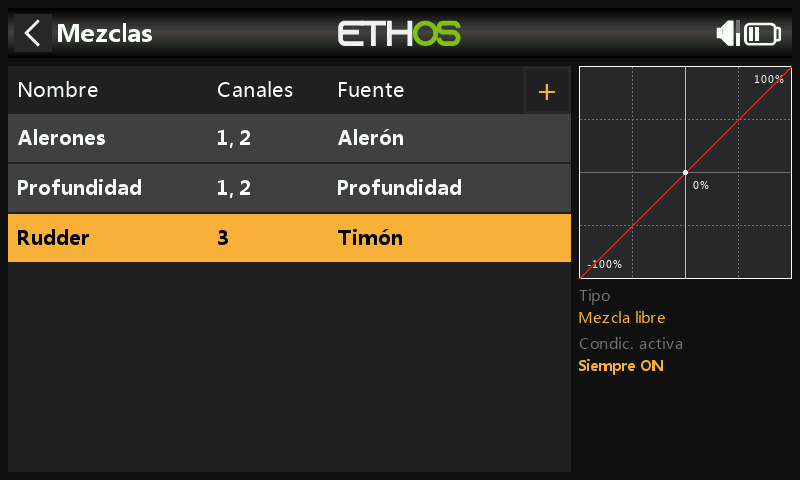 Mezclas
ETHOS
Nombre Canales Fuente +
Alerones 1, 2 Alerón
Profundidad 1, 2 Profundidad
Rudder 3 Timón
100%
0%
-100%
Tipo
Mezcla libre
Condic. activa
Siempre ON